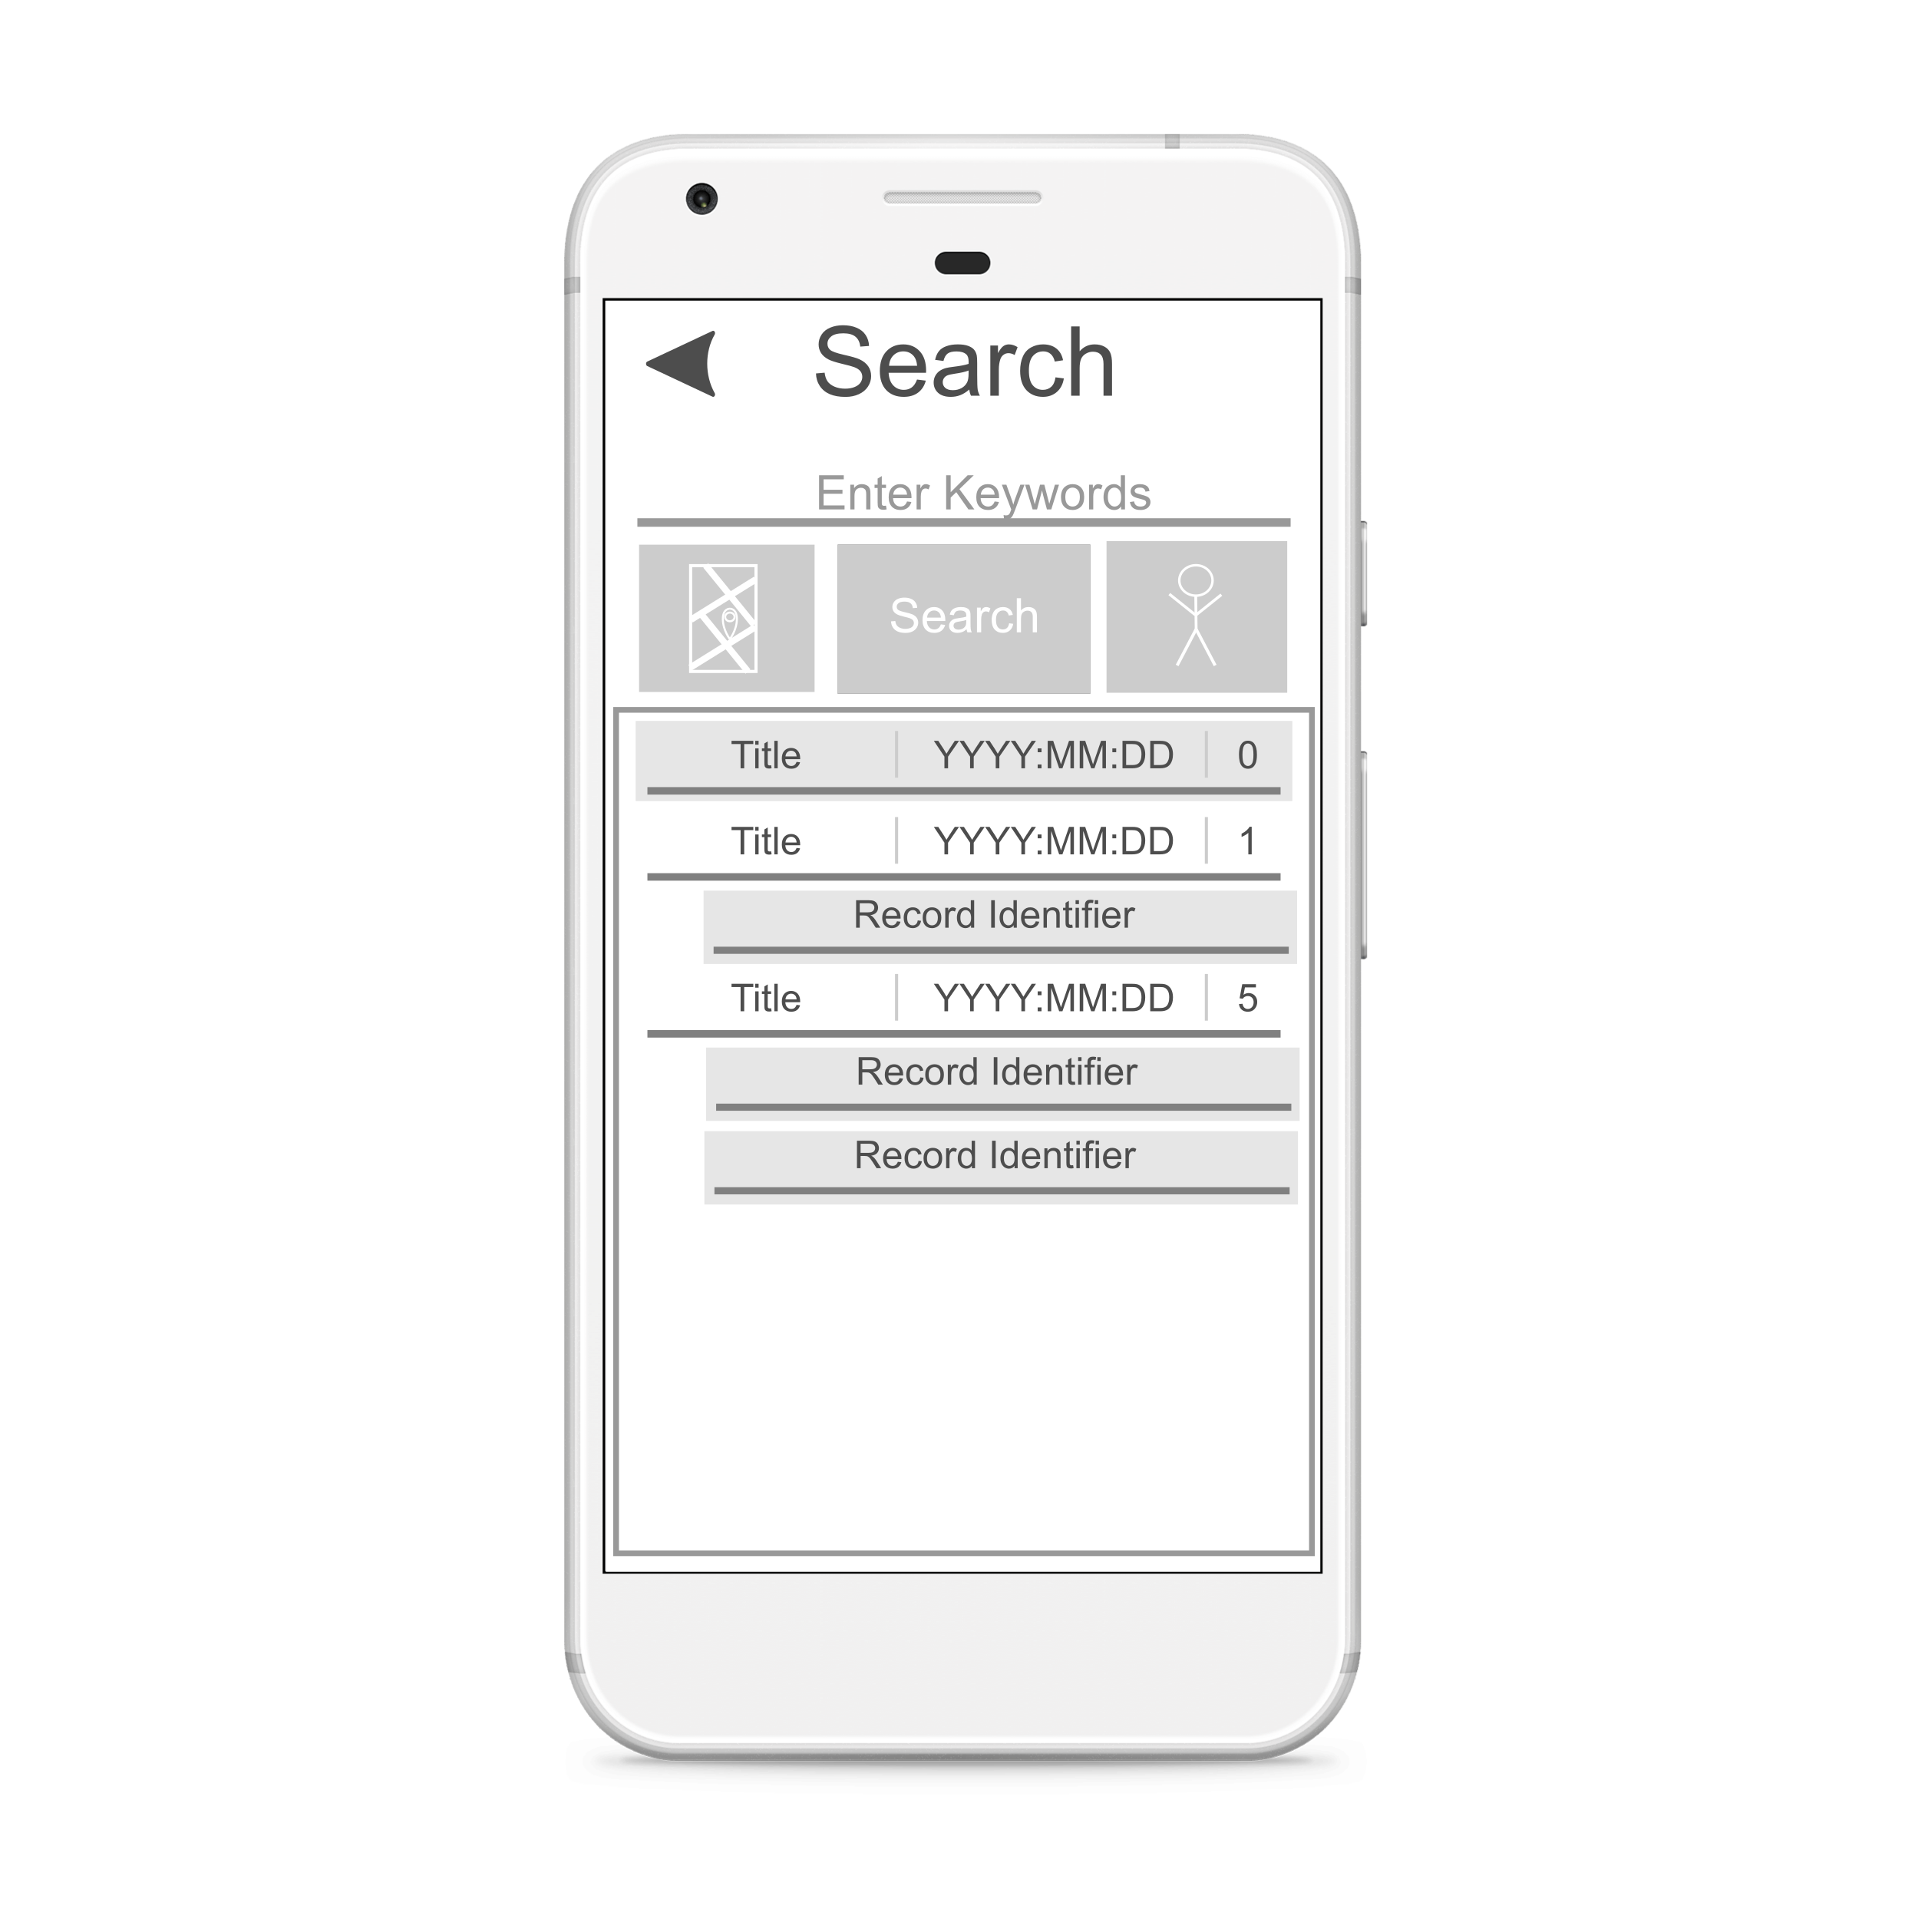 Search
Enter Keywords
Search
Title YYYY:MM:DD 0
Title YYYY:MM:DD 1
Record Identifier
Title YYYY:MM:DD 5
Record Identifier
Record Identifier